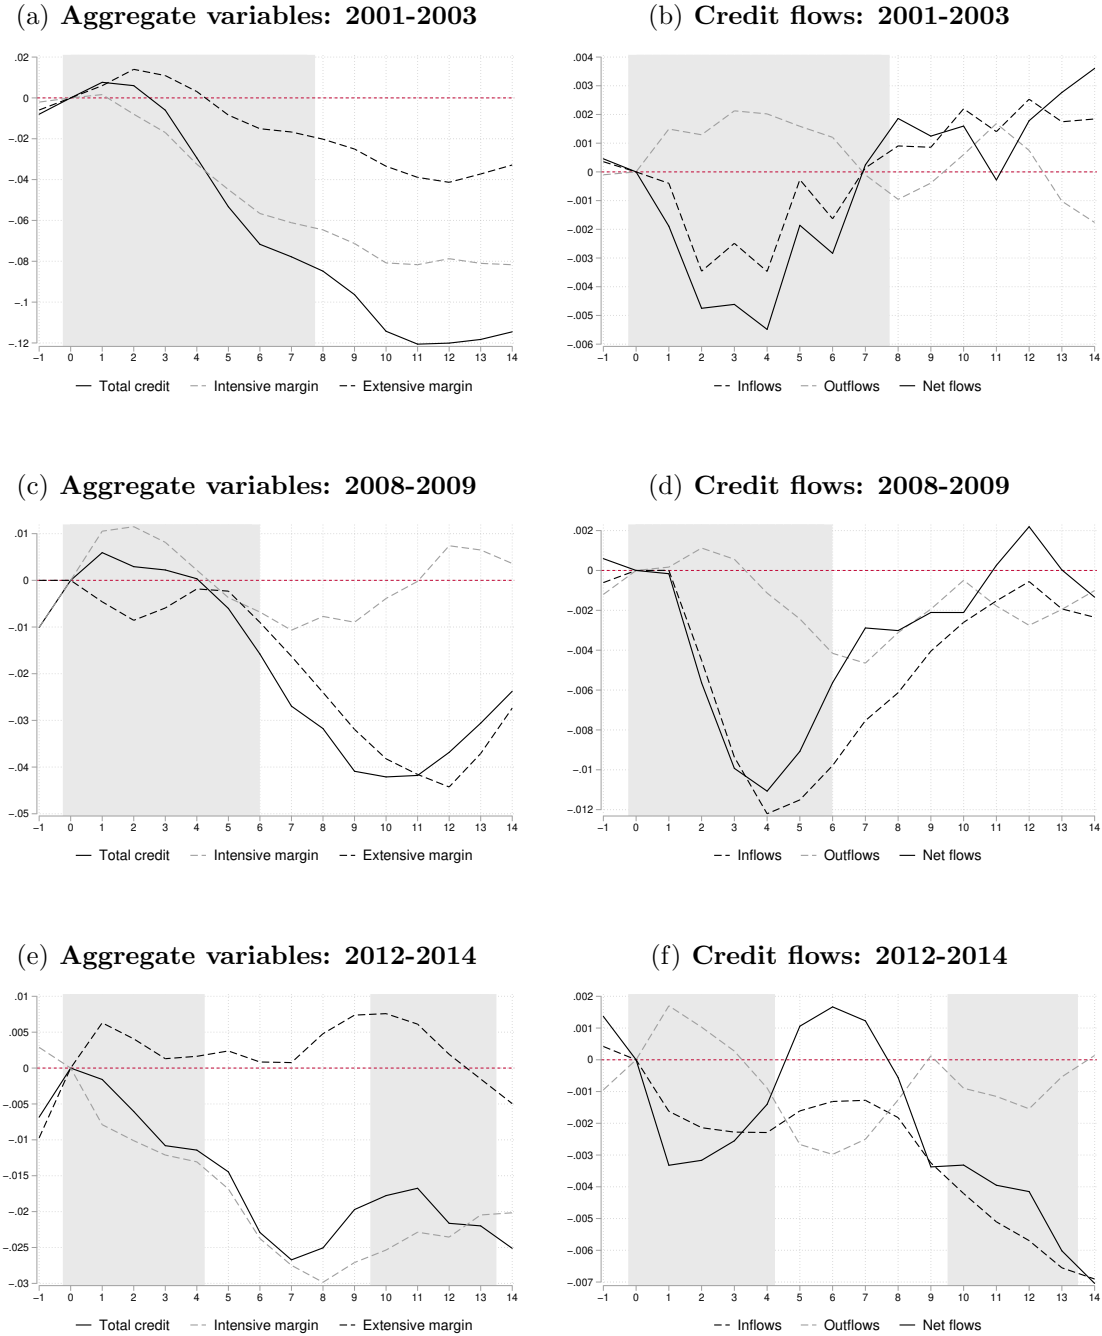 (a) Aggregate variables: 2001-2003
.02
0
-.02
-.04
-.06
-.08
-.1
-.12
-1 0 1 2 3 4 5 6 7 8 9 10 11 12 13 14
Total credit Intensive margin Extensive margin
(b) Credit flows: 2001-2003
.004
.003
.002
.001
0
-.001
-.002
-.003
-.004
-.005
-.006
-1 0 1 2 3 4 5 6 7 8 9 10 11 12 13 14
Inflows Outflows Net flows
(c) Aggregate variables: 2008-2009
.01
0
-.01
-.02
-.03
-.04
-.05
-1 0 1 2 3 4 5 6 7 8 9 10 11 12 13 14
Total credit Intensive margin Extensive margin
(d) Credit flows: 2008-2009
.002
0
-.002
-.004
-.006
-.008
-.01
-.012
-1 0 1 2 3 4 5 6 7 8 9 10 11 12 13 14
Inflows Outflows Net flows
(e) Aggregate variables: 2012-2014
.01
.005
0
-.005
-.01
-.015
-.02
-.025
-.03
-1 0 1 2 3 4 5 6 7 8 9 10 11 12 13 14
Total credit Intensive margin Extensive margin
(f) Credit flows: 2012-2014
.002
.001
0
-.001
-.002
-.003
-.004
-.005
-.006
-.007
-1 0 1 2 3 4 5 6 7 8 9 10 11 12 13 14
Inflows Outflows Net flows